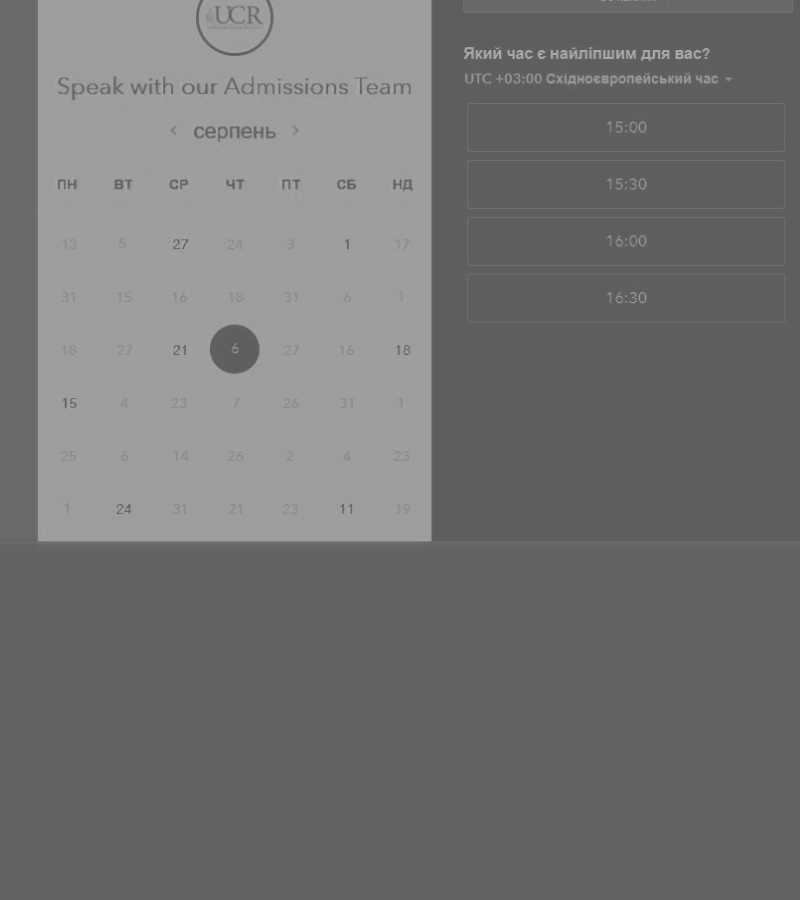 UCR
Speak with our Admissions Team
серпень
ПН ВТ СР ЧТ ПТ СБ НД
13 5 27 24 3 1 17
31 15 16 18 31 6 1
18 27 21 6 27 16 18
15 4 23 7 26 31 1
25 6 14 26 2 4 23
1 24 31 21 23 11 19
Який час є найліпшим для вас?
UTC +03:00 Східноєвропейський час
15:00
15:30
16:00
16:30